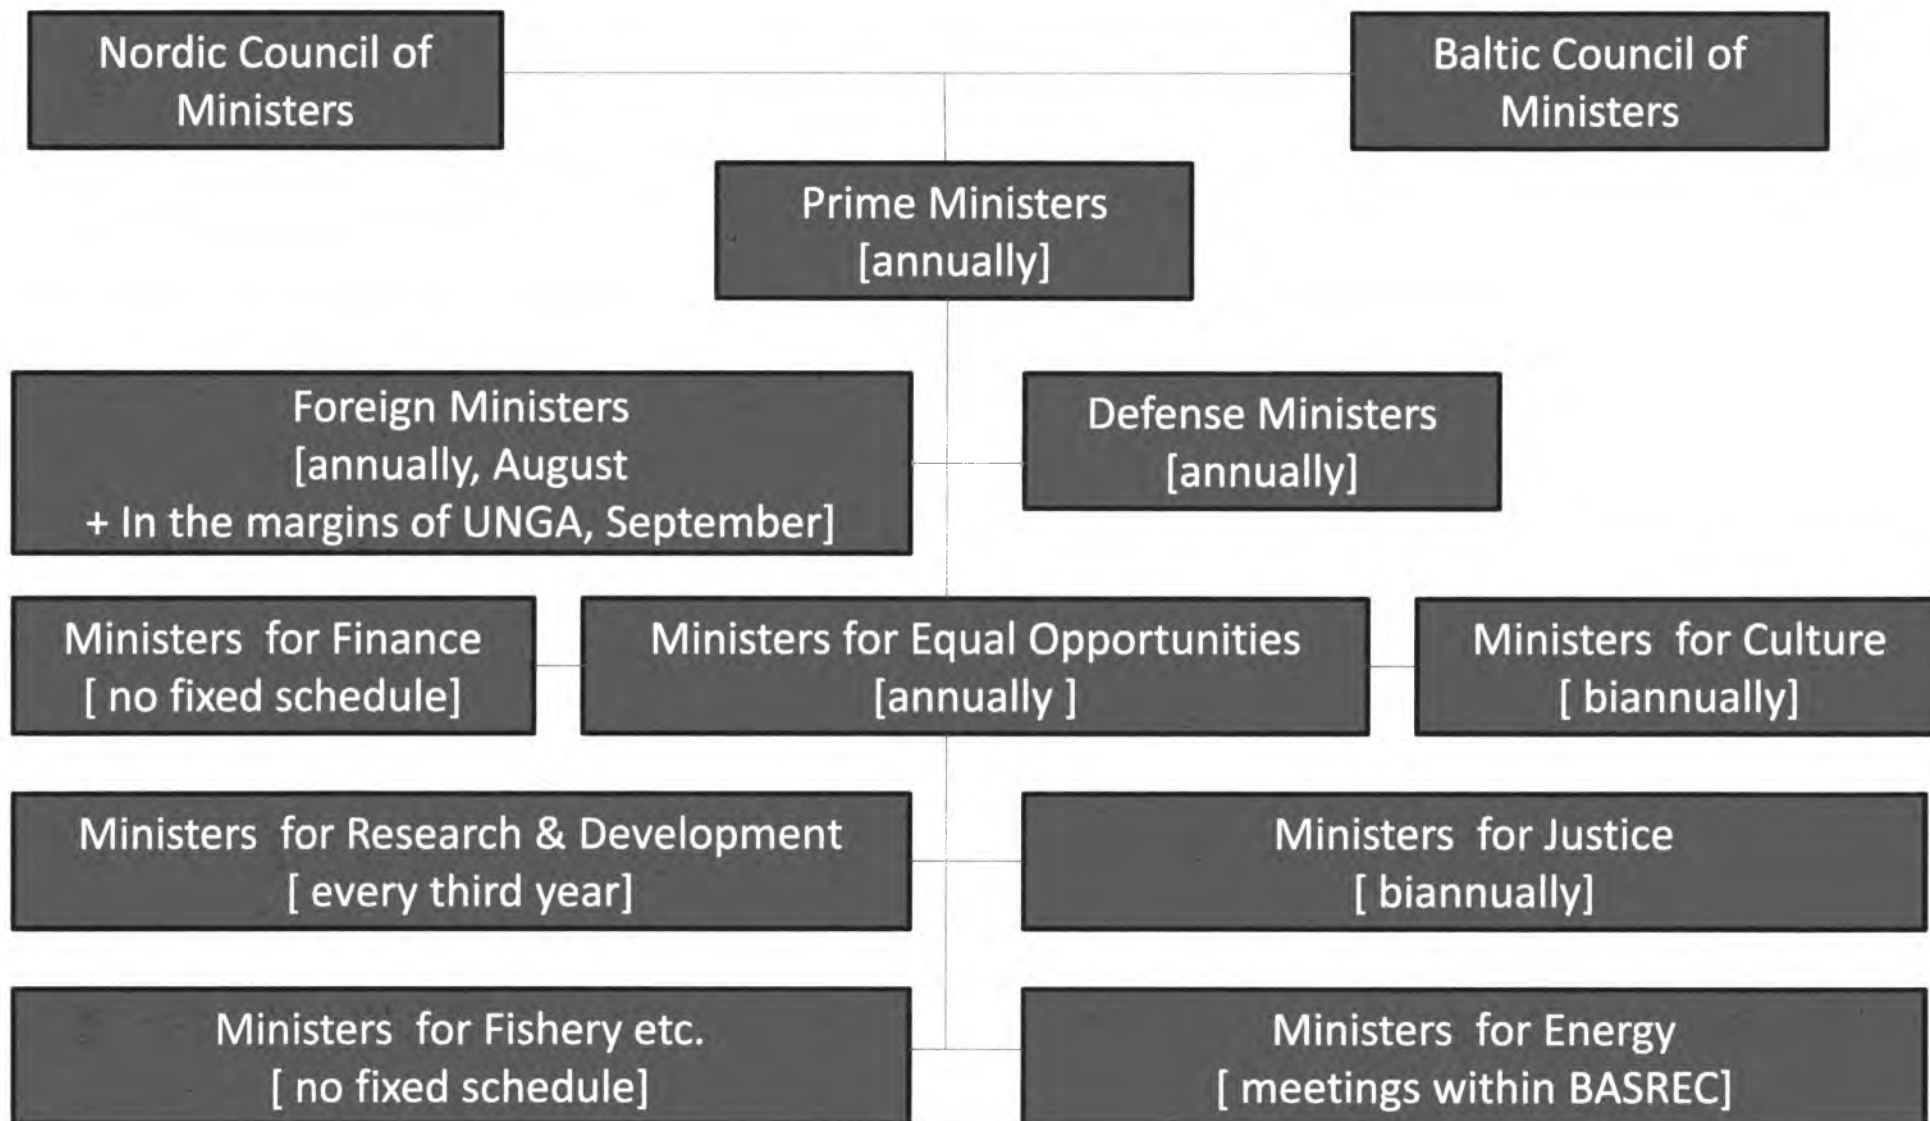 Nordic Council of
Ministers
Baltic Council of
Ministers
Prime Ministers
[annually]
Foreign Ministers
[annually, August
+ In the margins of UNGA, September]
Defense Ministers
[annually]
Ministers for Finance
[ no fixed schedule]
Ministers for Equal Opportunities
[annually ]
Ministers for Culture
[ biannually]
Ministers for Research & Development
[ every third year]
Ministers for Justice
[ biannually]
Ministers for Fishery etc.
[ no fixed schedule]
Ministers for Energy
[ meetings within BASREC]